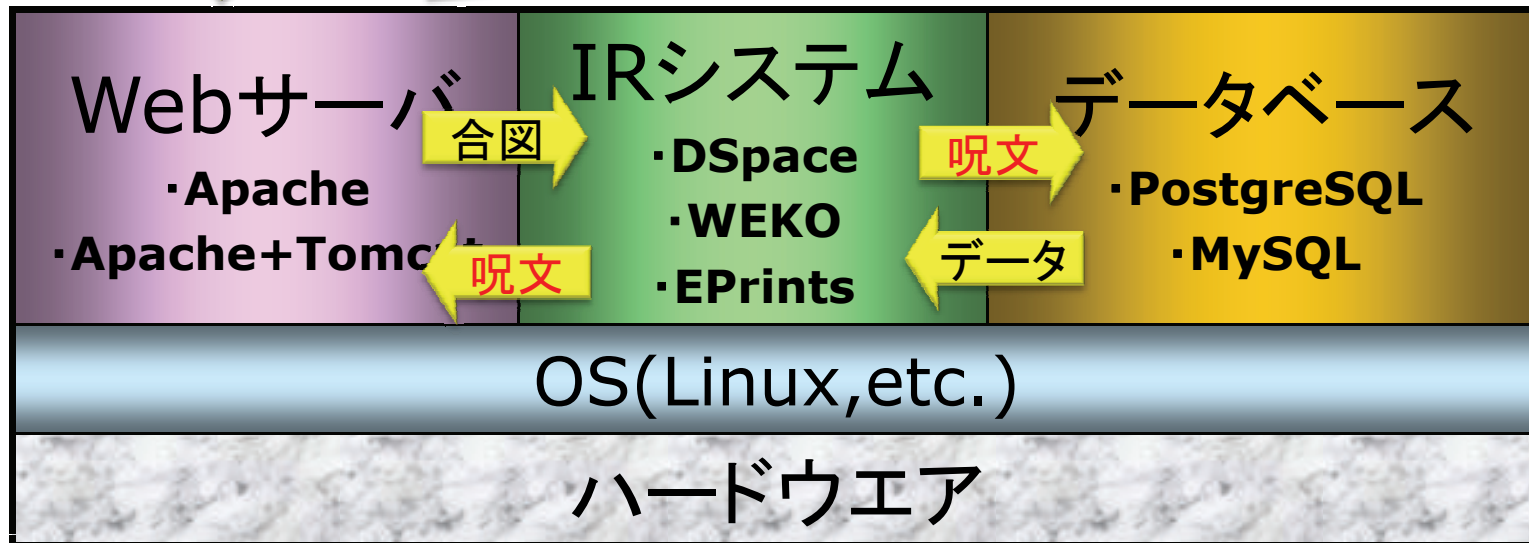 Webサーバ
・Apache
・Apache+Tomcat
合図
呪文
IRシステム
・DSpace
・WEKO
・EPrints
呪文
データ
データベース
・PostgreSQL
・MySQL
OS(Linux,etc.)
ハードウエア